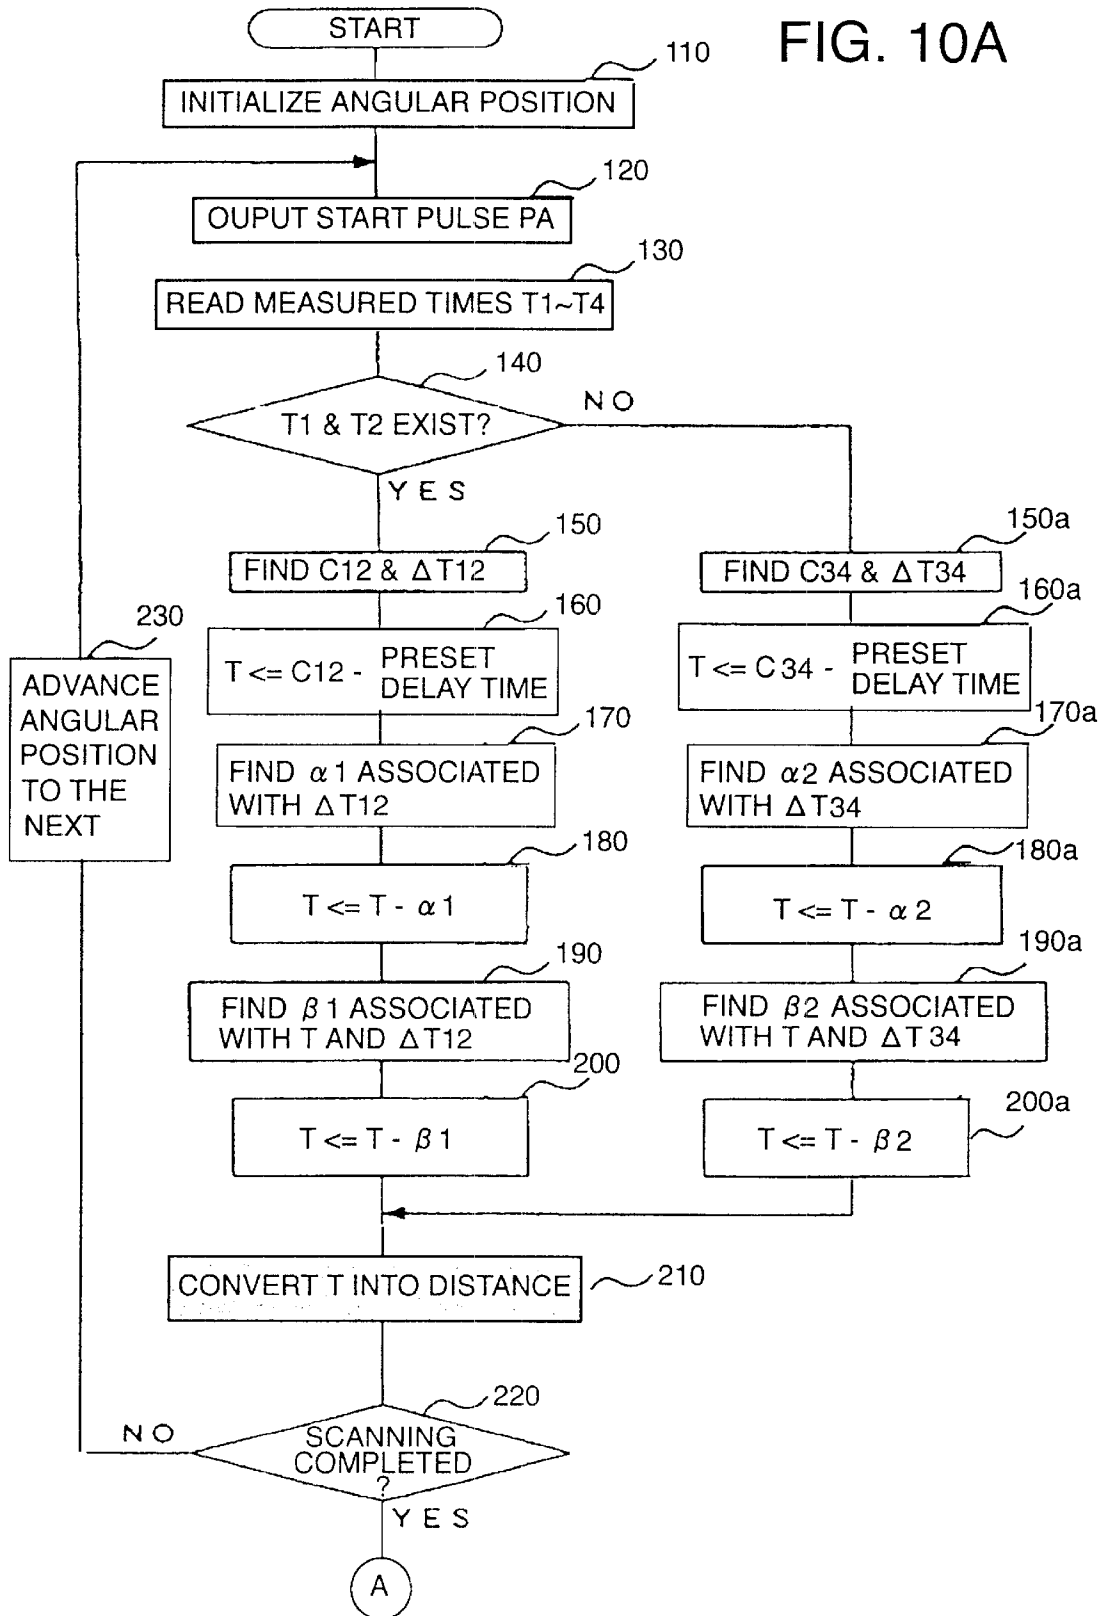 START
FIG. 10A
110
INITIALIZE ANGULAR POSITION
120
OUPUT START PULSE PA
130
READ MEASURED TIMES T1~T4
140
T1 & T2 EXIST?
NO
YES
150
FIND C12 & ΔT12
160
T <= C12 - PRESET
DELAY TIME
170
FIND α1 ASSOCIATED
WITH ΔT12
180
T <= T - α1
190
FIND β1 ASSOCIATED
WITH T AND ΔT12
200
T <= T - β1
150a
FIND C34 & ΔT34
160a
T <= C34 - PRESET
DELAY TIME
170a
FIND α2 ASSOCIATED
WITH ΔT34
180a
T <= T - α2
190a
FIND β2 ASSOCIATED
WITH T AND ΔT34
200a
T <= T - β2
CONVERT T INTO DISTANCE
210
220
SCANNING
COMPLETED
?
NO
YES
230
ADVANCE
ANGULAR
POSITION
TO THE
NEXT
A